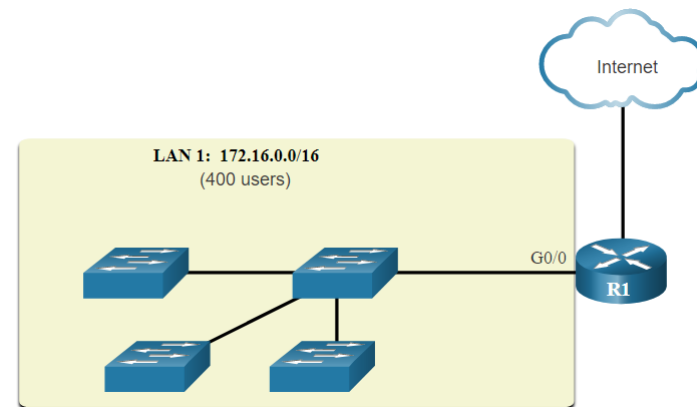 Internet
LAN 1: 172.16.0.0/16
(400 users)
G0/0
R1